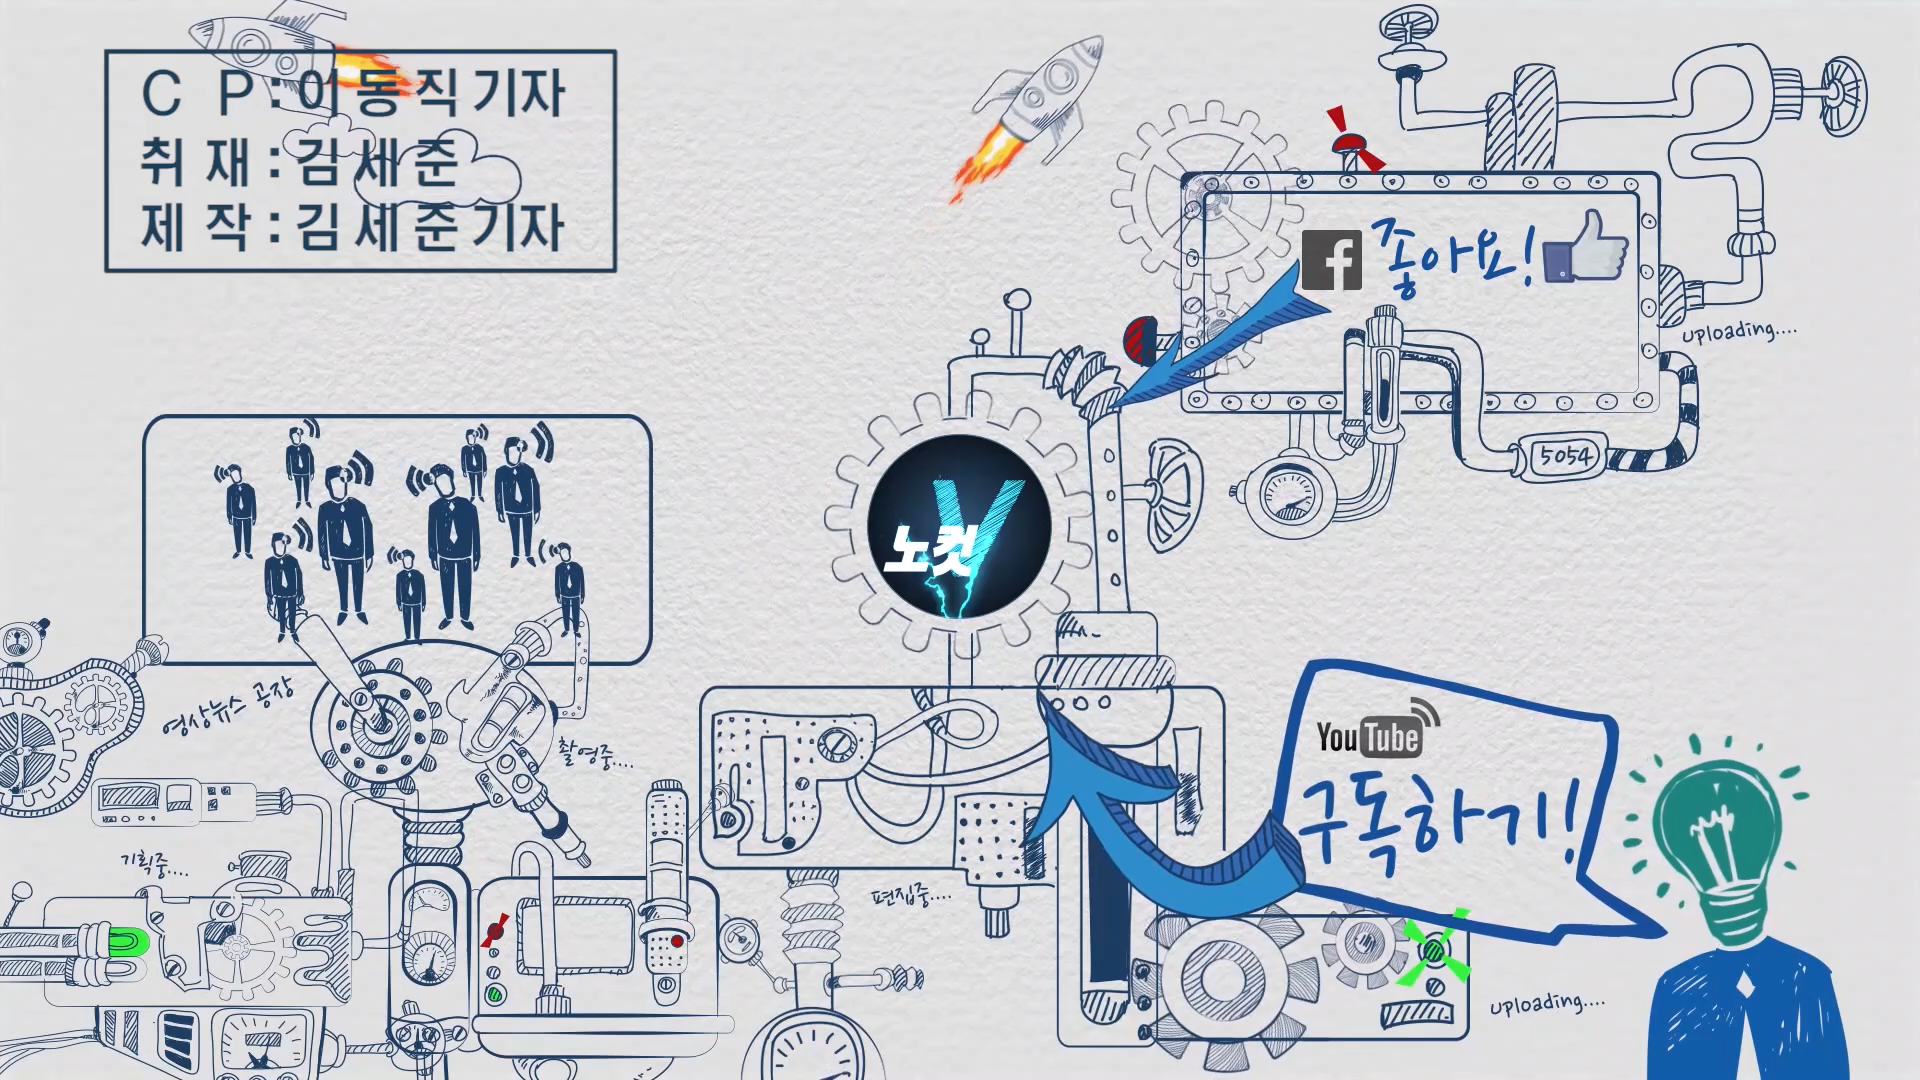 C P : 이동직기자
취 재 : 김세준
제 작 : 김세준기자
좋아요!
uploading....
5054
노컷V
영상뉴스 공장
촬영중....
YouTube
구독하기!
기획중....
편집중....
uploading....